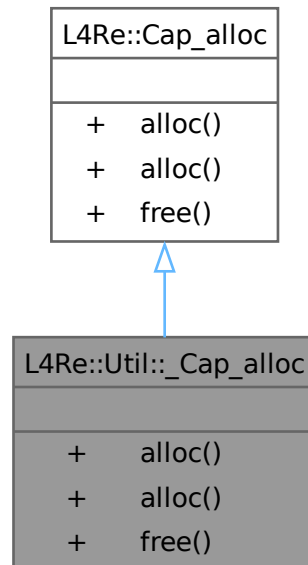 L4Re::Cap_alloc
+ alloc()
+ alloc()
+ free()
L4Re::Util::_Cap_alloc
+ alloc()
+ alloc()
+ free()